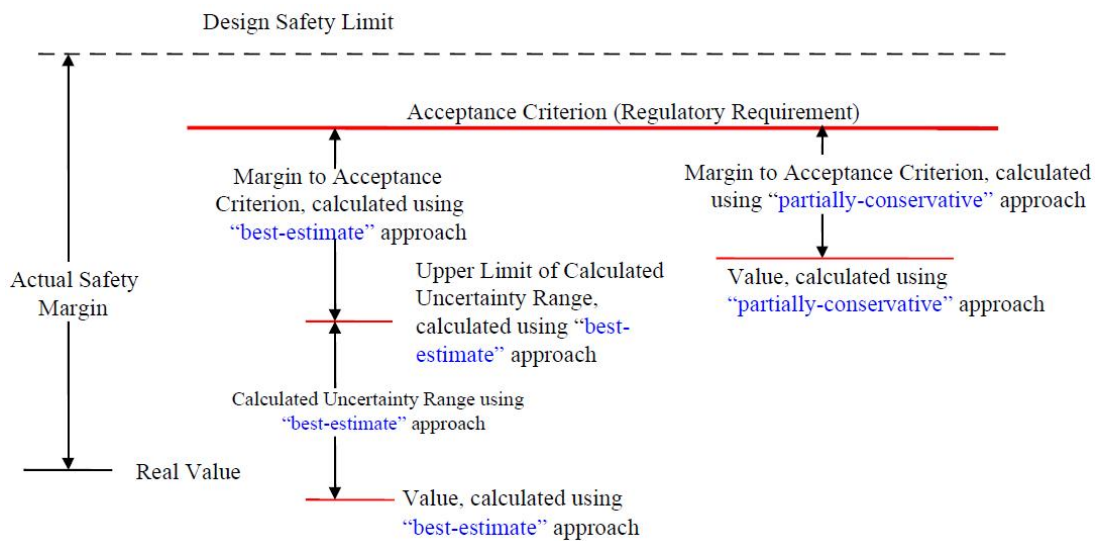 Design Safety Limit
Acceptance Criterion (Regulatory Requirement)
Margin to Acceptance
Criterion, calculated using
“best-estimate” approach
Margin to Acceptance Criterion, calculated
using “partially-conservative” approach
Actual Safety
Margin
Upper Limit of Calculated
Uncertainty Range,
calculated using “best-
estimate” approach
Value, calculated using
“partially-conservative” approach
Calculated Uncertainty Range using
“best-estimate” approach
Real Value
Value, calculated using
“best-estimate” approach